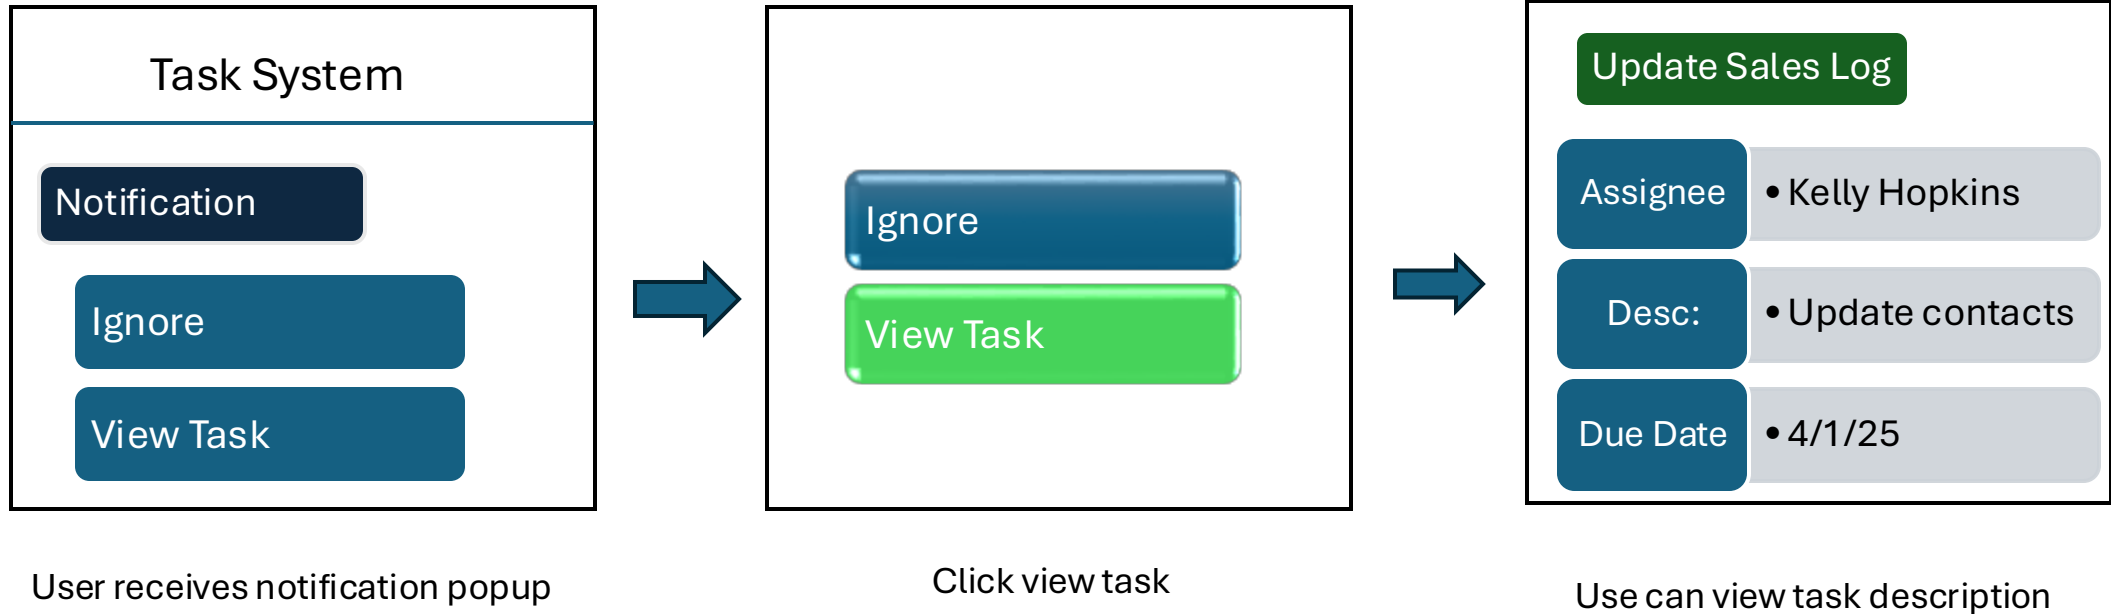 Task System
Notification
Ignore
View Task
User receives notification popup
Ignore
View Task
Click view task
Update Sales Log
Assignee
• Kelly Hopkins
Desc:
• Update contacts
Due Date
• 4/1/25
Use can view task description